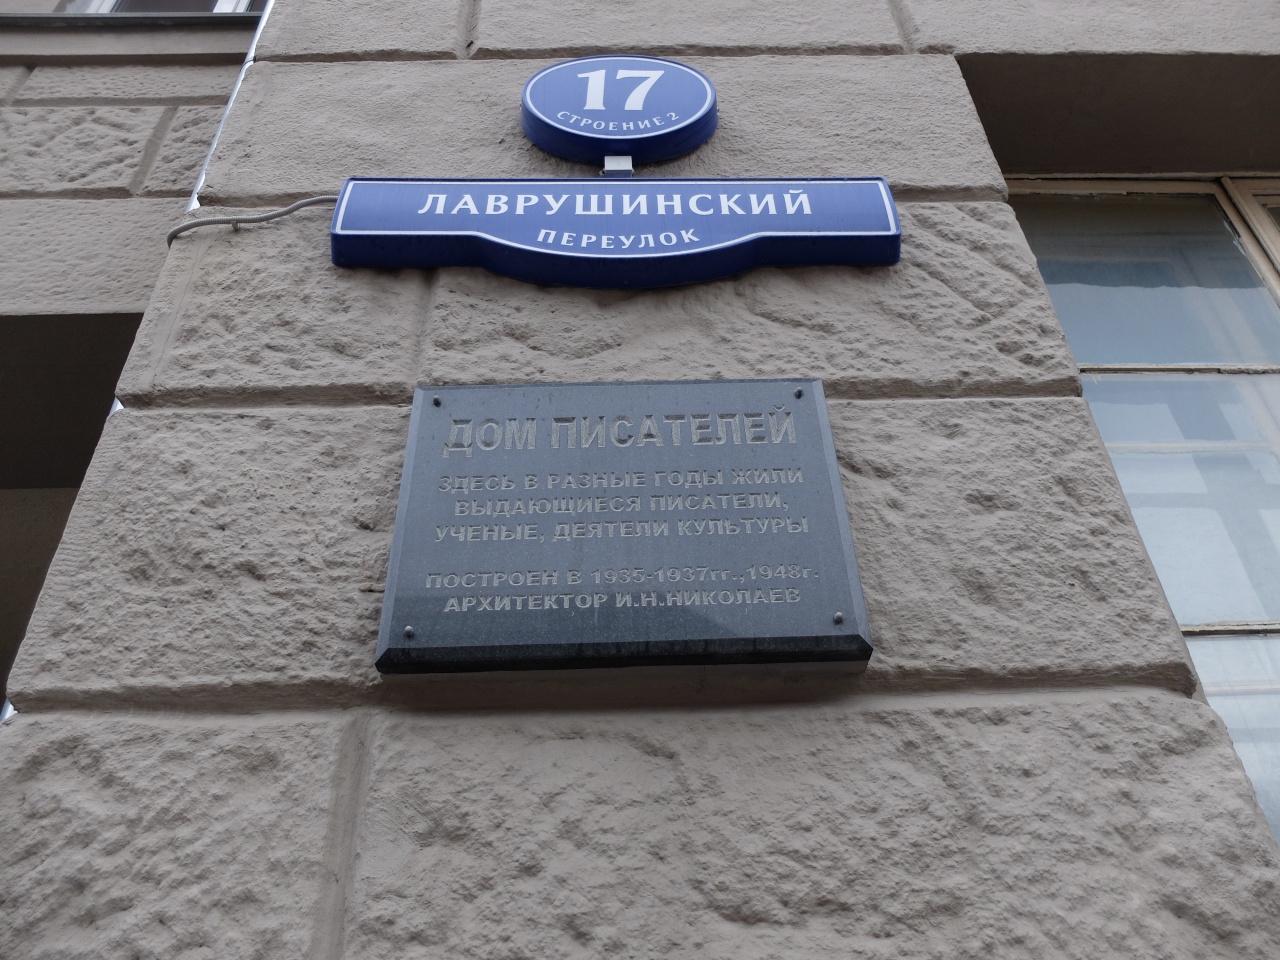 17
СТРОЕНИЕ 2
ЛАВРУШИНСКИЙ
ПЕРЕУЛОК
ДОМ ПИСАТЕЛЕЙ
ЗДЕСЬ В РАЗНЫЕ ГОДЫ ЖИЛИ
ВЫДАЮЩИЕСЯ ПИСАТЕЛИ,
УЧЕНЫЕ, ДЕЯТЕЛИ КУЛЬТУРЫ
ПОСТРОЕН В 1935-1937гг.,1948г.
АРХИТЕКТОР И.Н.НИКОЛАЕВ